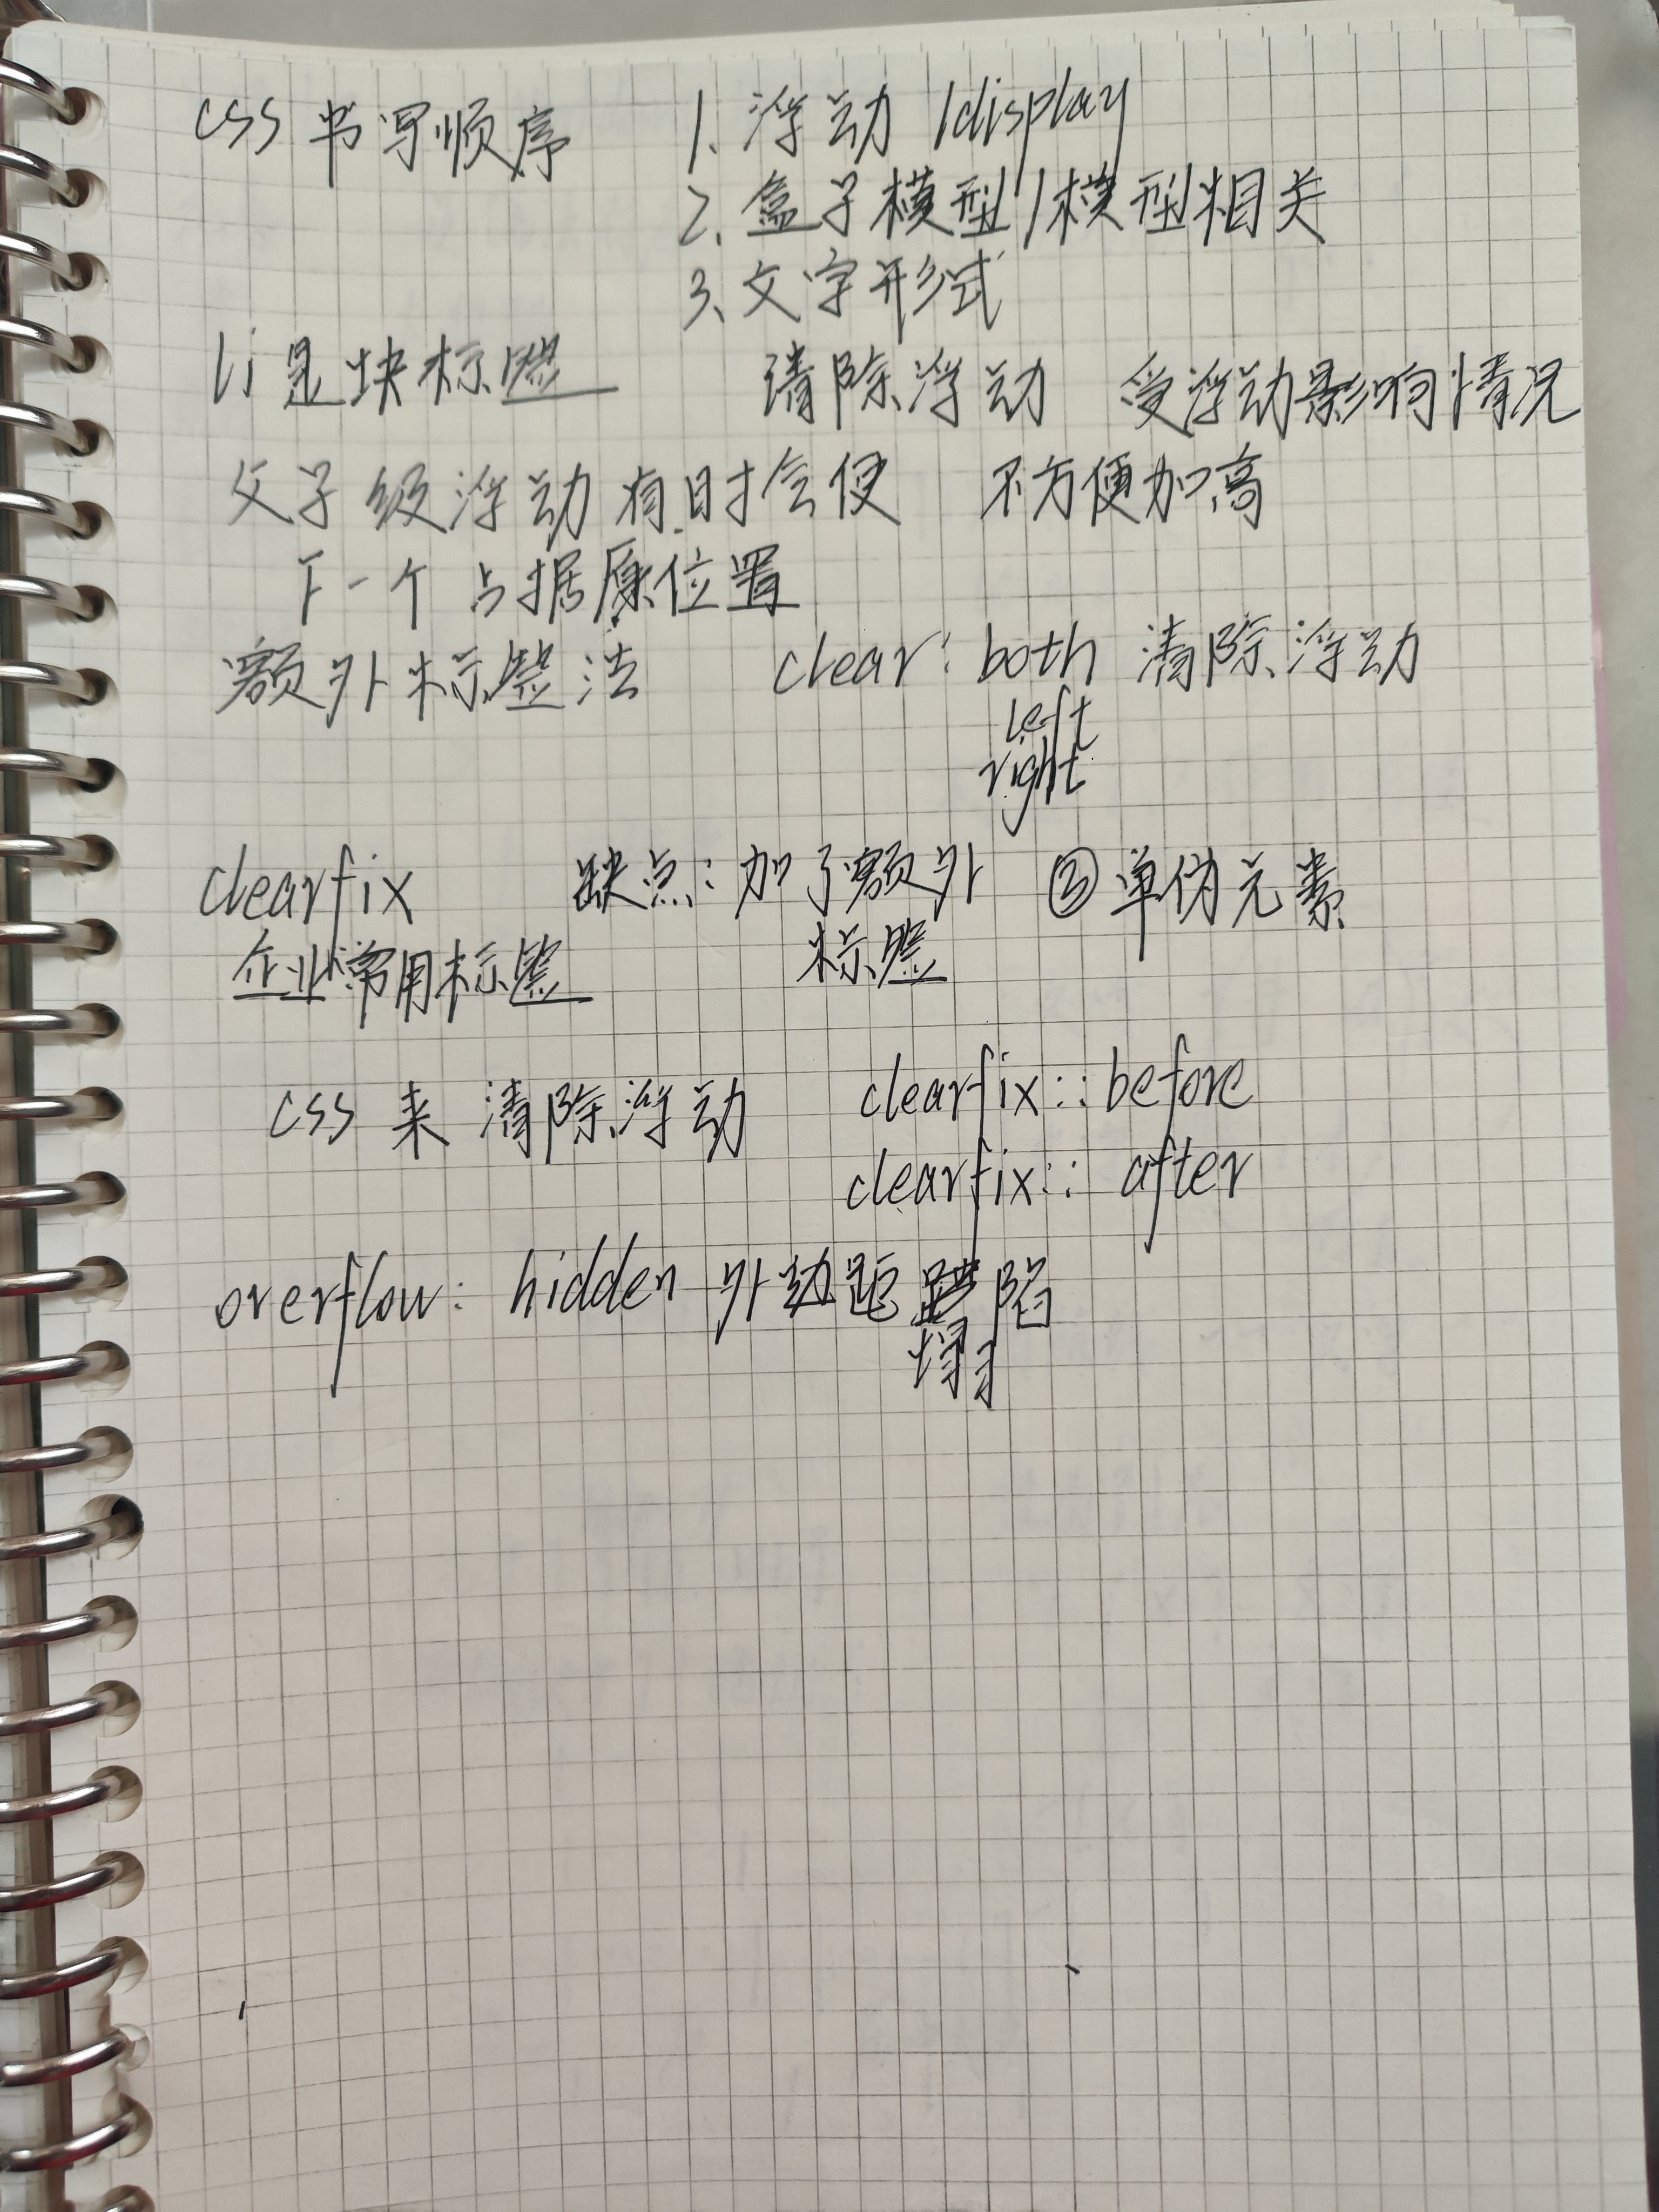 css 书写顺序 1. 浮动 /display
2. 盒子模型/模型相关
3. 文字形式
li是块标签 清除浮动 受浮动影响情况
父子级浮动有时会使 不方便加高
下一个占据原位置
额外标签法 clear: both 清除浮动
left
right
clearfix 缺点:加了额外 ③单伪元素
企业常用标签 标签
css 来 清除浮动 clearfix::before
clearfix:: after
overflow: hidden 外动距 陷
塌